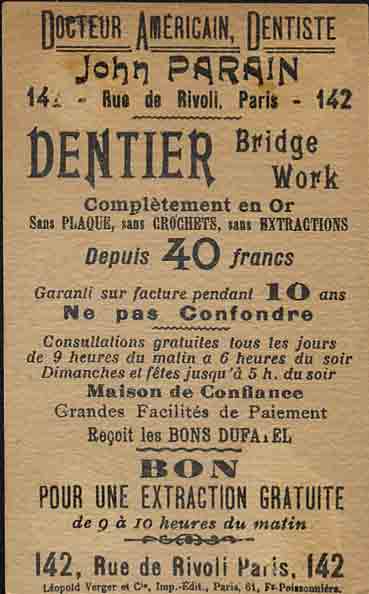 DOCTEUR AMÉRICAIN, DENTISTE
John PARAIN
142 - Rue de Rivoli, Paris - 142
DENTIER Bridge Work
Complètement en Or
Sans PLAQUE, sans CROCHETS, sans EXTRACTIONS
Depuis 40 francs
Garanti sur facture pendant 10 ans
Ne pas Confondre
Consultations gratuites tous les jours
de 9 heures du matin a 6 heures du soir
Dimanches et fêtes jusqu'à 5 h. du soir
Maison de Confiance
Grandes Facilités de Paiement
Reçoit les BONS DUFAYEL
BON
POUR UNE EXTRACTION GRATUITE
de 9 à 10 heures du matin
142, Rue de Rivoli Paris, 142
Léopold Verger et Cie, Imp.-Édit., Paris, 61, Fg-Poissonnière.